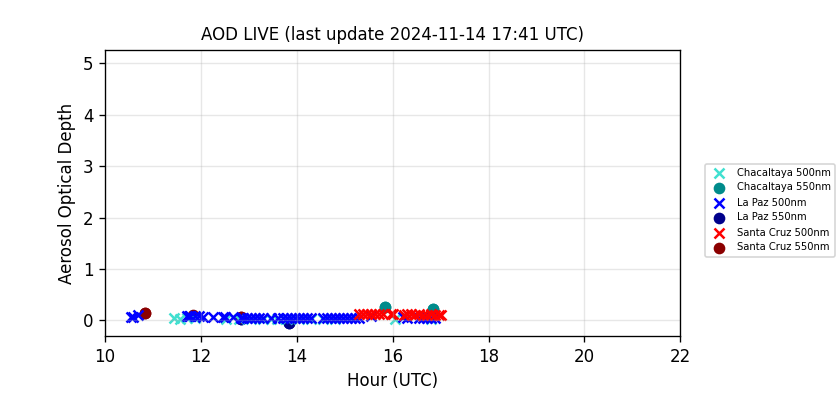 AOD LIVE (last update 2024-11-14 17:41 UTC)
Aerosol Optical Depth
5
4
3
2
1
0
10 12 14 16 18 20 22
Hour (UTC)
Chacaltaya 500nm
Chacaltaya 550nm
La Paz 500nm
La Paz 550nm
Santa Cruz 500nm
Santa Cruz 550nm